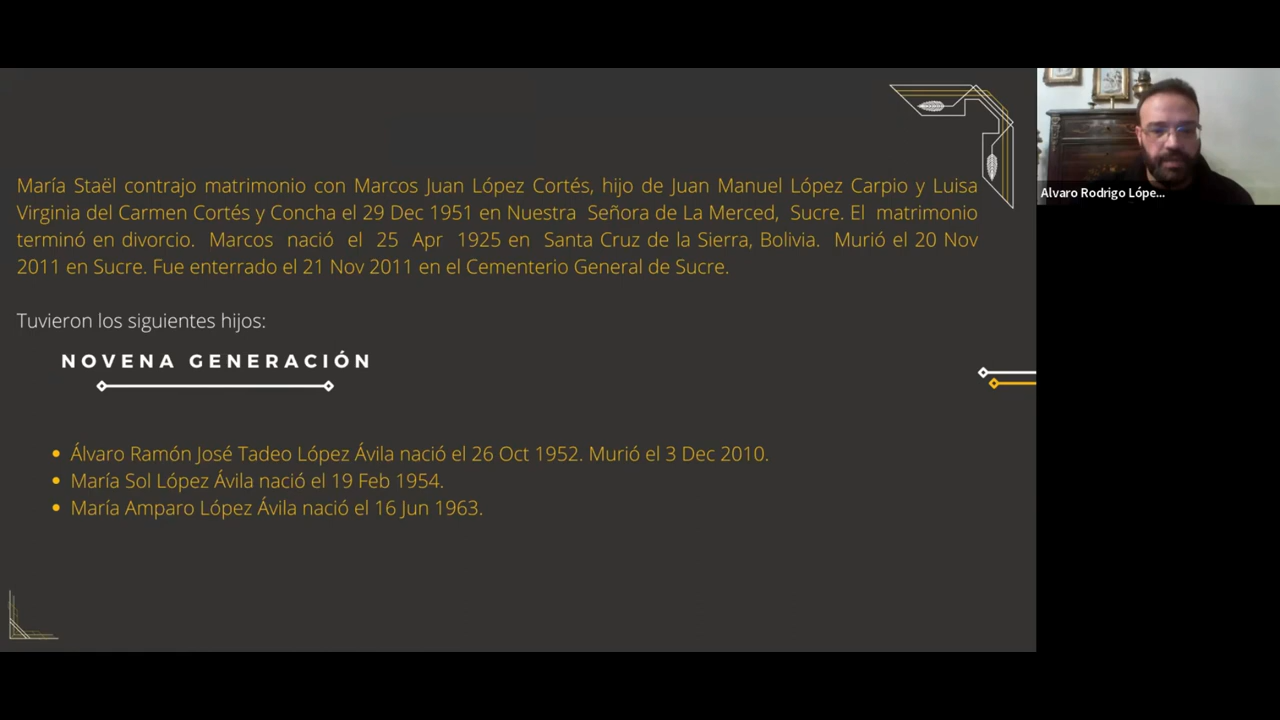 María Staël contrajo matrimonio con Marcos Juan López Cortés, hijo de Juan Manuel López Carpio y Luisa
Virginia del Carmen Cortés y Concha el 29 Dec 1951 en Nuestra Señora de La Merced, Sucre. El matrimonio
terminó en divorcio. Marcos nació el 25 Apr 1925 en Santa Cruz de la Sierra, Bolivia. Murió el 20 Nov
2011 en Sucre. Fue enterrado el 21 Nov 2011 en el Cementerio General de Sucre.
Tuvieron los siguientes hijos:
NOVENA GENERACIÓN
• Álvaro Ramón José Tadeo López Ávila nació el 26 Oct 1952. Murió el 3 Dec 2010.
• María Sol López Ávila nació el 19 Feb 1954.
• María Amparo López Ávila nació el 16 Jun 1963.
Alvaro Rodrigo Lópe...